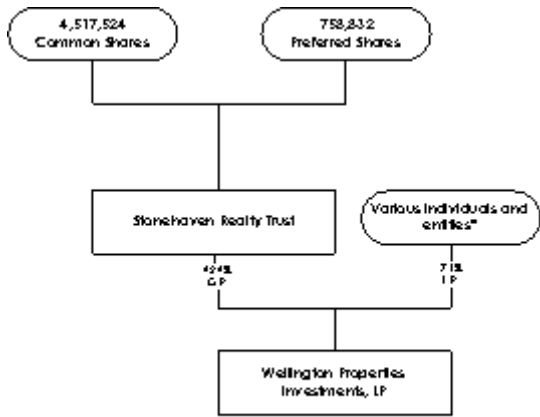 4,517,524
Common Shares
758,832
Preferred Shares
Stonehaven Realty Trust
Various individuals and
entities*
GP
LP
Wellington Properties
Investments, LP